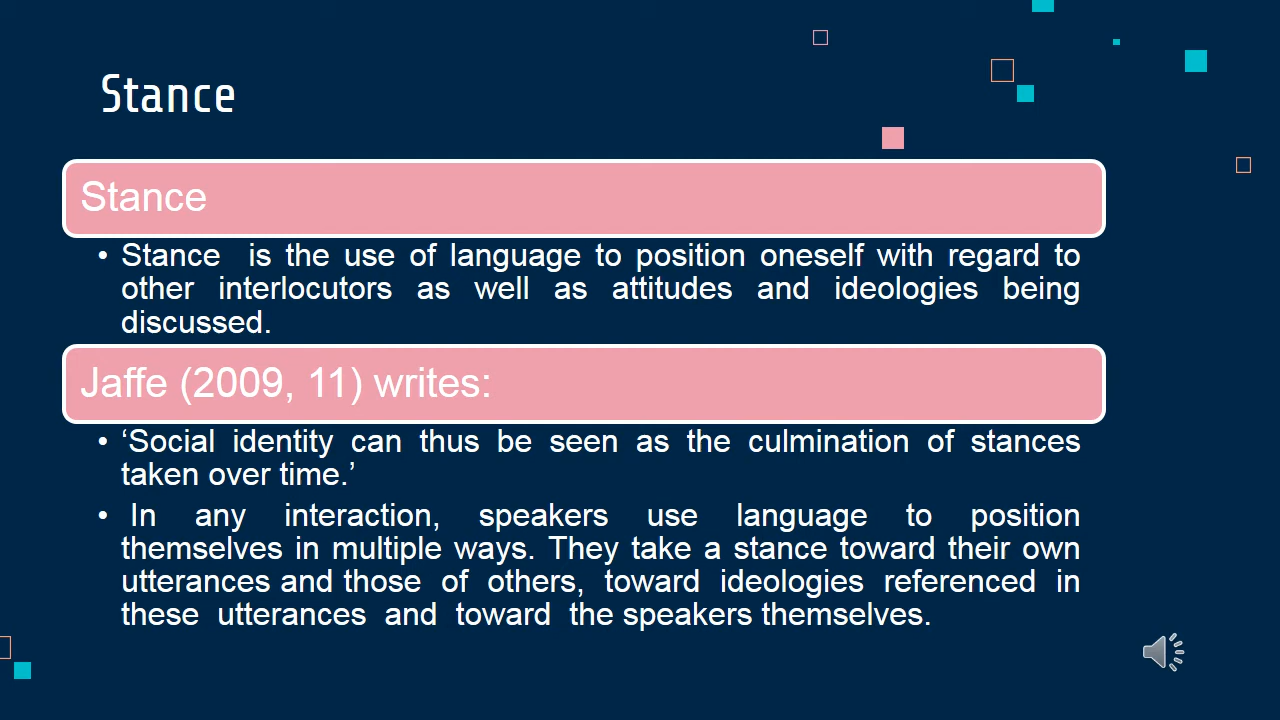 Stance
Stance
• Stance is the use of language to position oneself with regard to
other interlocutors as well as attitudes and ideologies being
discussed.
Jaffe (2009, 11) writes:
• ‘Social identity can thus be seen as the culmination of stances
taken over time.’
• In any interaction, speakers use language to position
themselves in multiple ways. They take a stance toward their own
utterances and those of others, toward ideologies referenced in
these utterances and toward the speakers themselves.